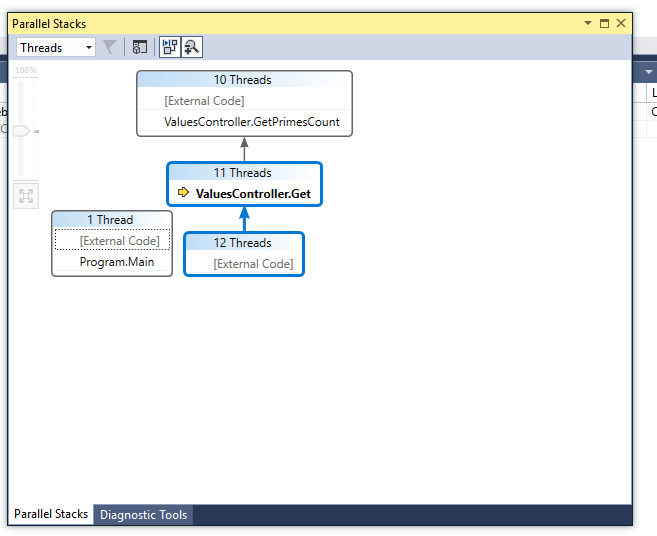 Parallel Stacks
Threads
100%
10 Threads
[External Code]
ValuesController.GetPrimesCount
11 Threads
ValuesController.Get
1 Thread
[External Code]
Program.Main
12 Threads
[External Code]
Parallel Stacks
Diagnostic Tools